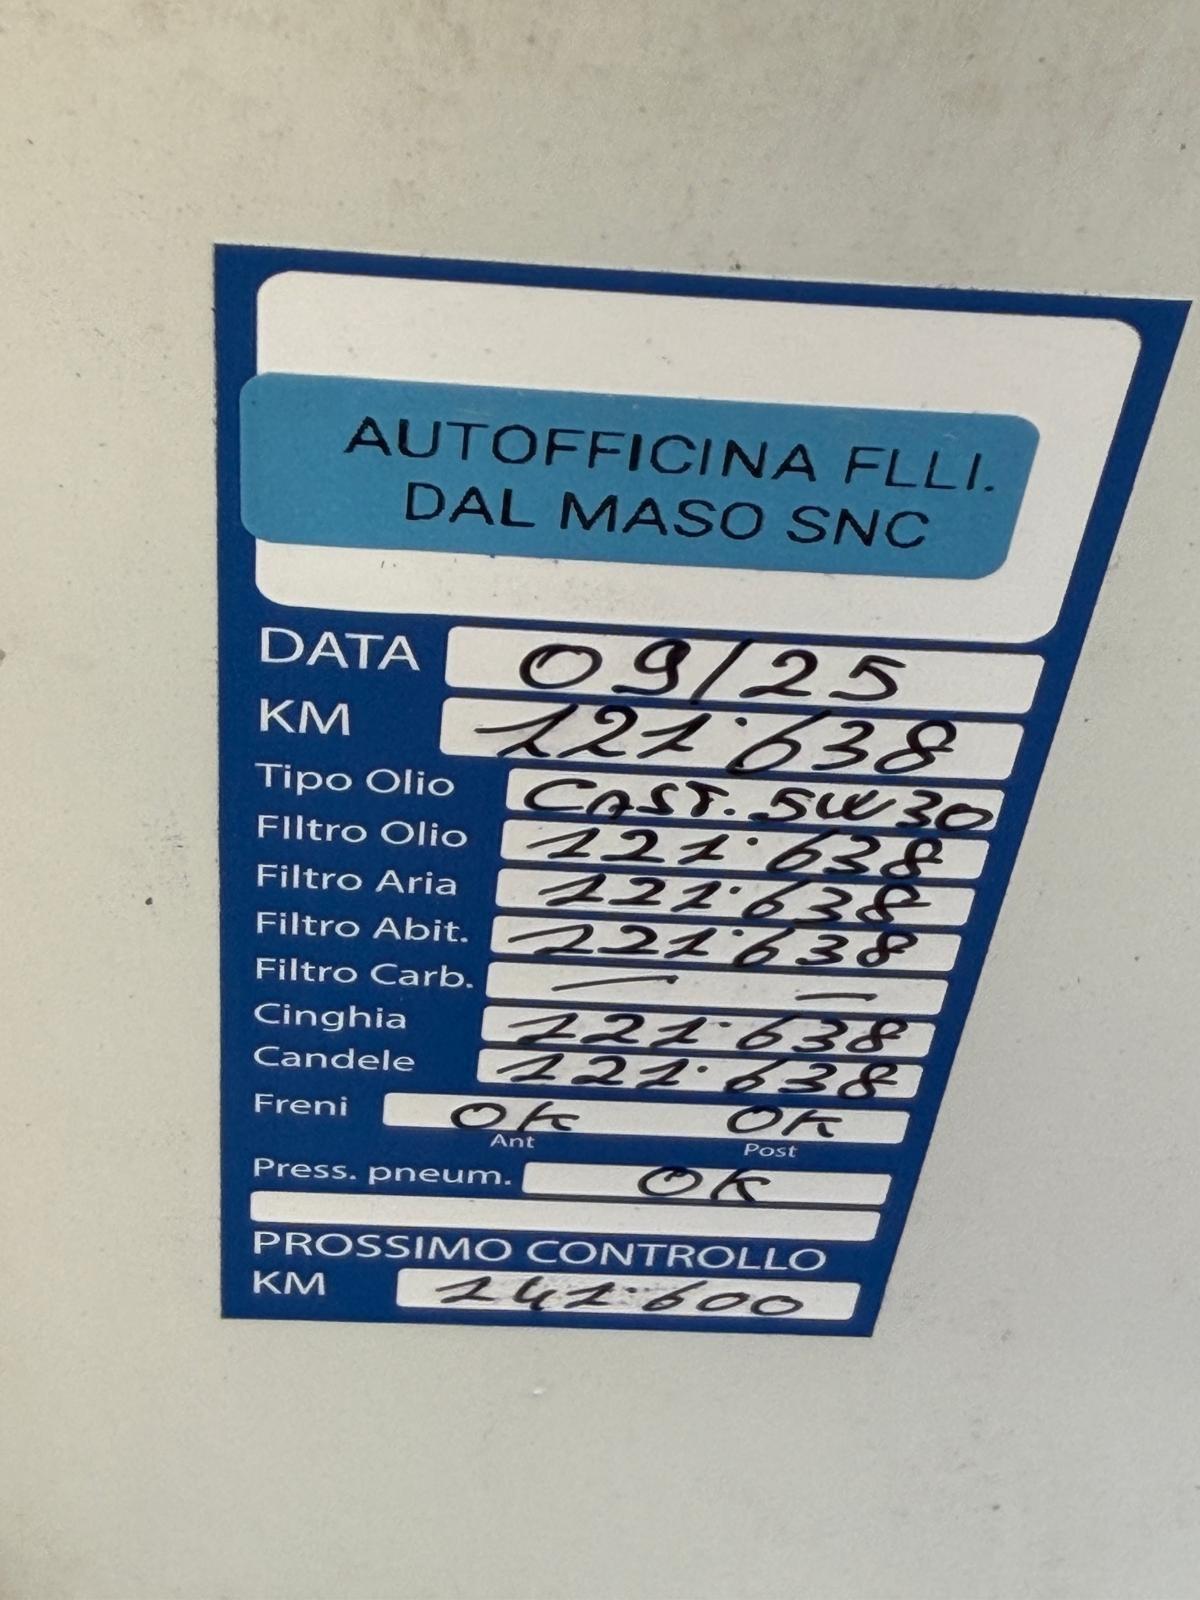 AUTOFFICINA FLLI.
DAL MASO SNC
DATA 09/25
KM 121.638
Tipo Olio CAST. 5W30
FIltro Olio 121.638
Filtro Aria 121.638
Filtro Abit. 121.638
Filtro Carb. — —
Cinghia 121.638
Candele 121.638
Freni OK OK
Ant Post
Press. pneum. OK
PROSSIMO CONTROLLO
KM 141.600